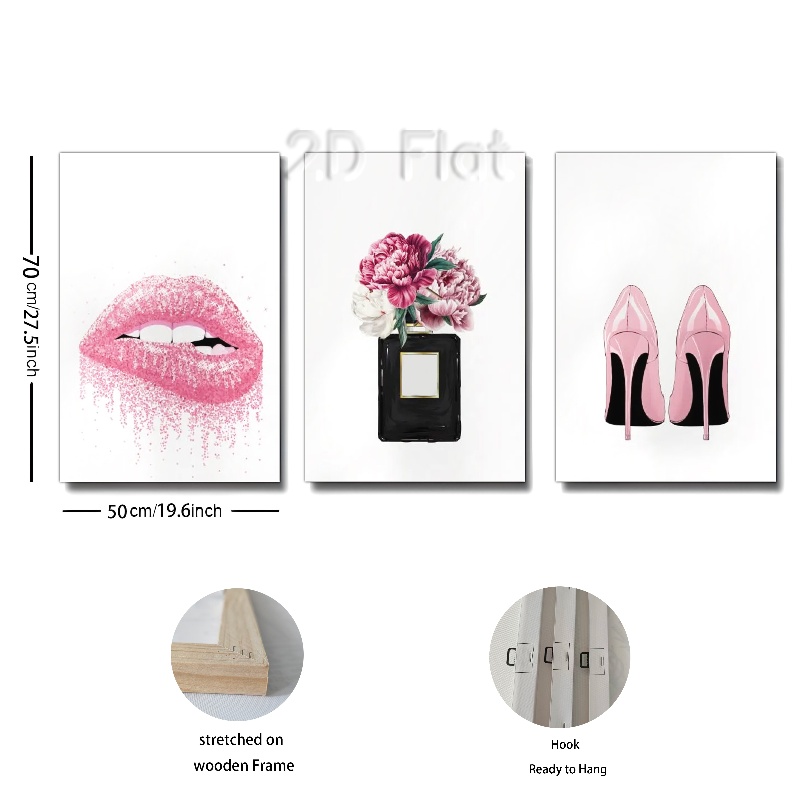 2D Flat
70 cm/27.5inch
50cm/19.6inch
stretched on
wooden Frame
Hook
Ready to Hang